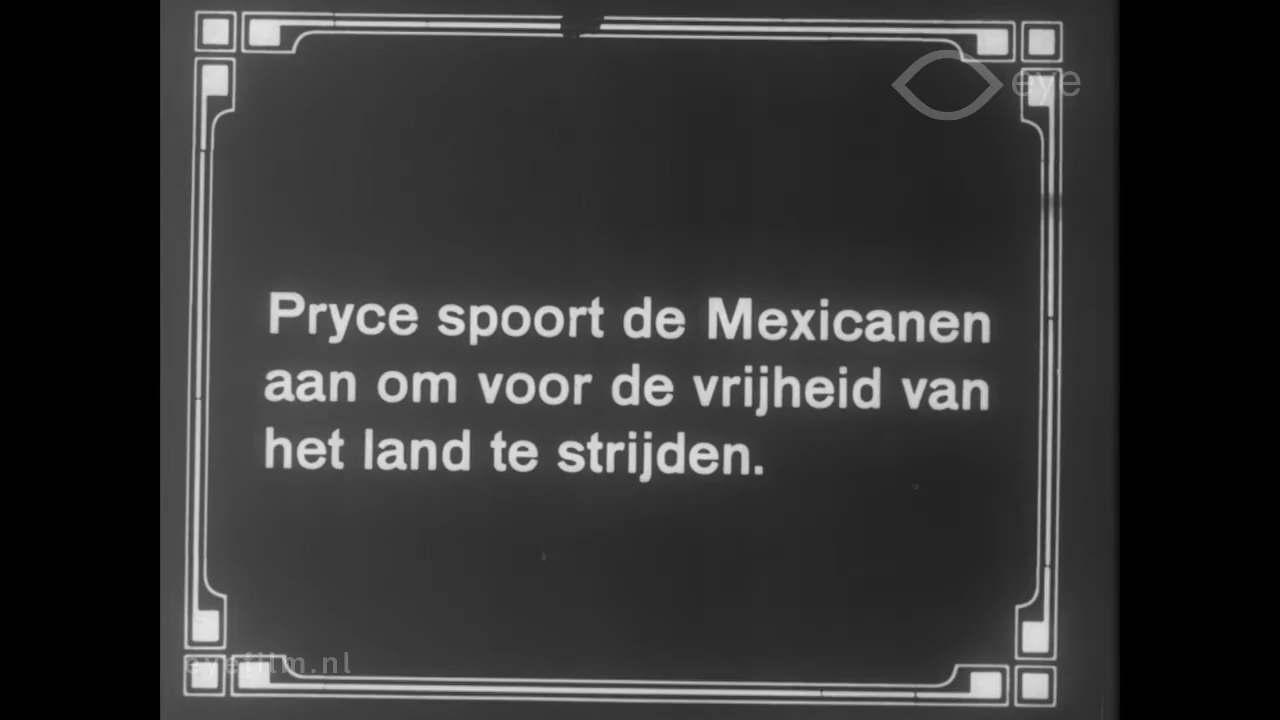 eye
Pryce spoort de Mexicanen
aan om voor de vrijheid van
het land te strijden.
eyefilm.nl